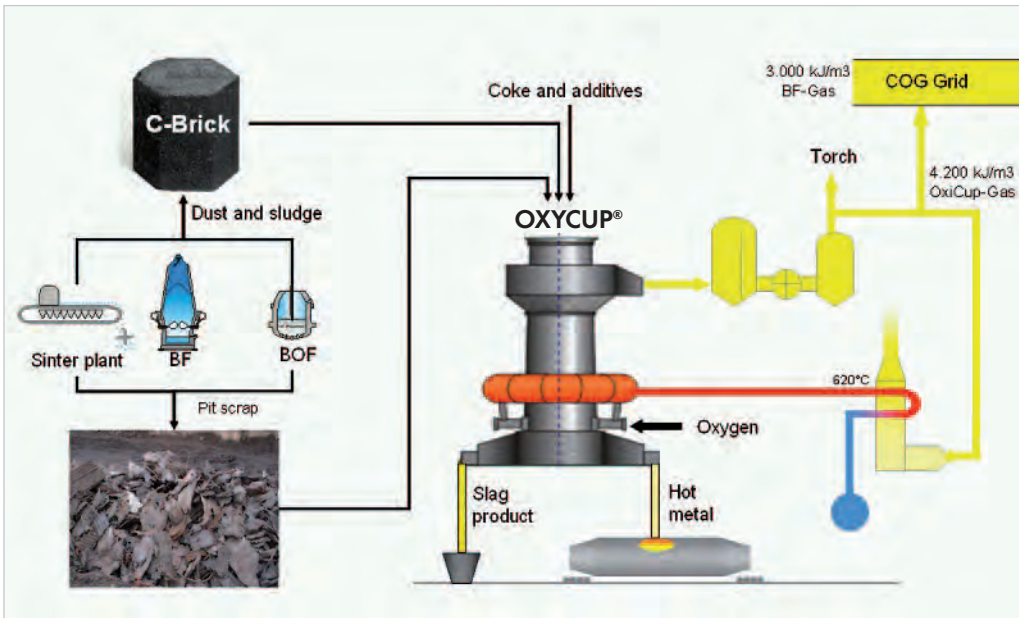 C-Brick
Coke and additives
3.000 kJ/m3
BF-Gas
COG Grid
Torch
4.200 kJ/m3
OxiCup-Gas
Dust and sludge
OXYCUP®
Sinter plant
BF
BOF
Pit scrap
620°C
Oxygen
Slag
product
Hot
metal